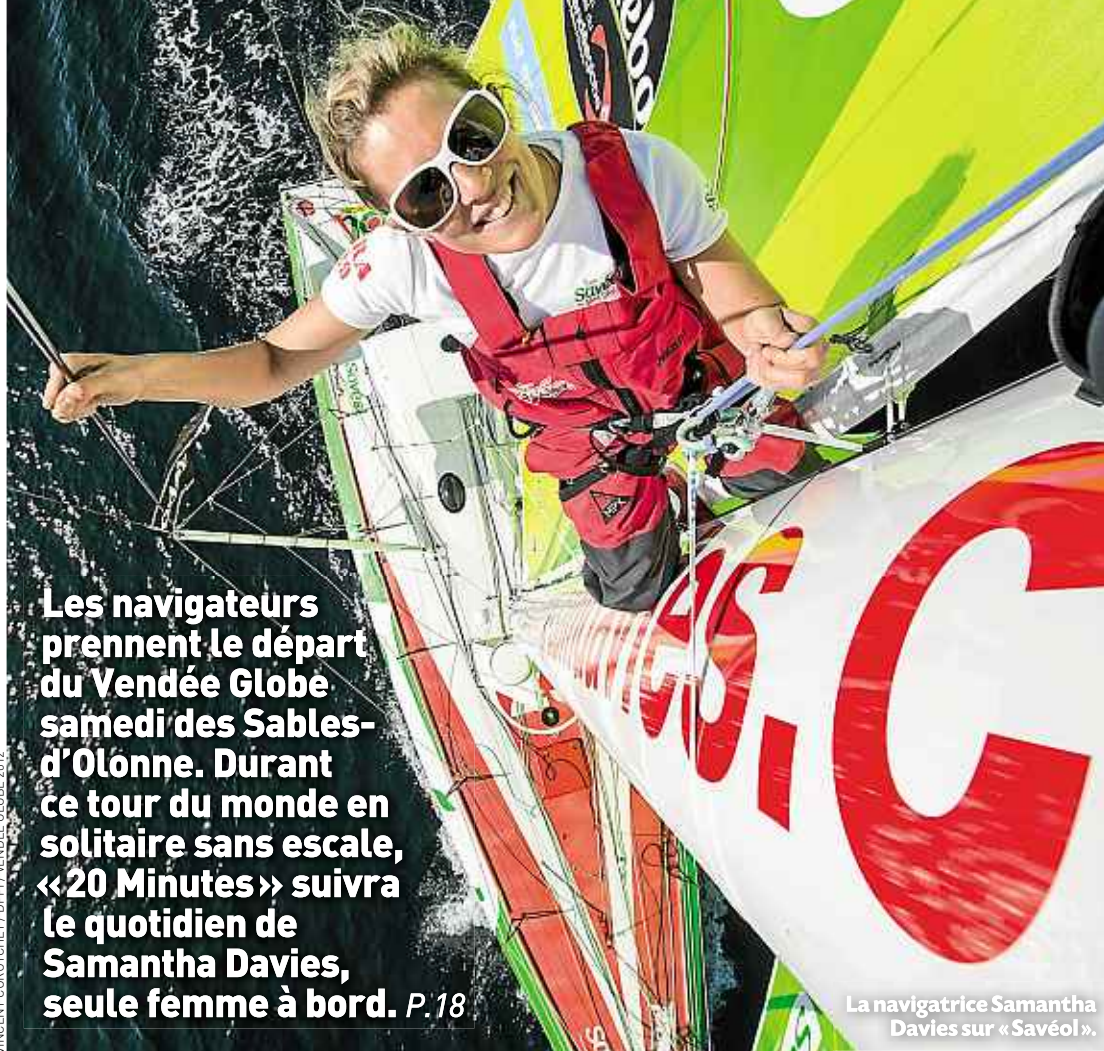 Les navigateurs
prennent le départ
du Vendée Globe
samedi des Sables-
d'Olonne. Durant
ce tour du monde en
solitaire sans escale,
«20 Minutes» suivra
le quotidien de
Samantha Davies,
seule femme à bord. P.18
La navigatrice Samantha
Davies sur « Savéol ».
Savéol